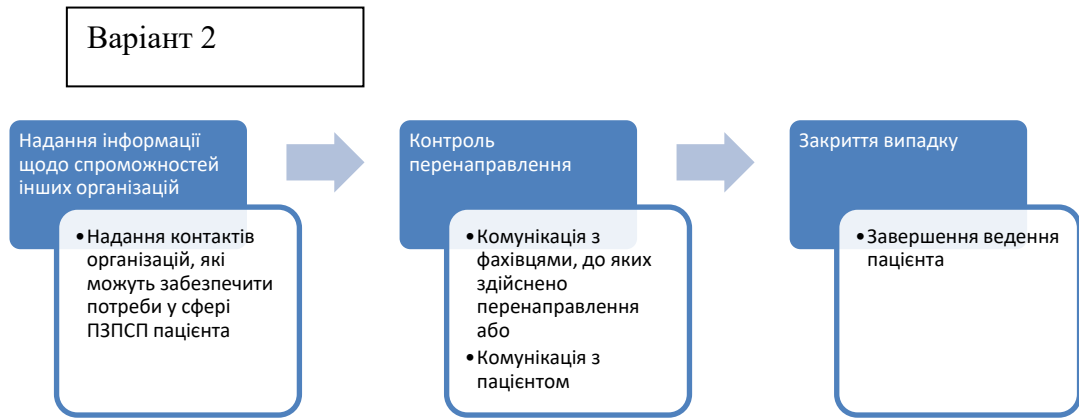 Варіант 2
Надання інформації
щодо спроможностей
інших організацій
•Надання контактів
організацій, які
можуть забезпечити
потреби у сфері
ПЗПСП пацієнта
Контроль
перенаправлення
•Комунікація з
фахівцями, до яких
здійснено
перенаправлення
або
•Комунікація з
пацієнтом
Закриття випадку
•Завершення ведення
пацієнта